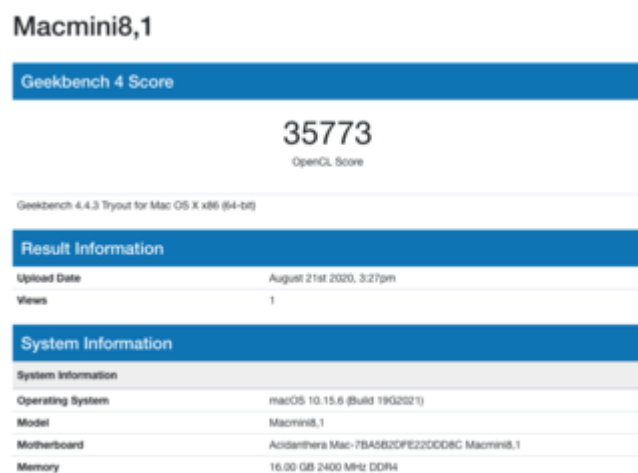 Macmini8,1
Geekbench 4 Score
35773
OpenCL Score
Geekbench 4.4.3 Tryout for Mac OS X x86 (64-bit)
Result Information
Upload Date August 21st 2020, 3:27pm
Views 1
System Information
System Information
Operating System macOS 10.15.6 (Build 19G2021)
Model Macmini8,1
Motherboard Acidanthera Mac-7BA5B2DFE22DDD8C Macmini8,1
Memory 16.00 GB 2400 MHz DDR4